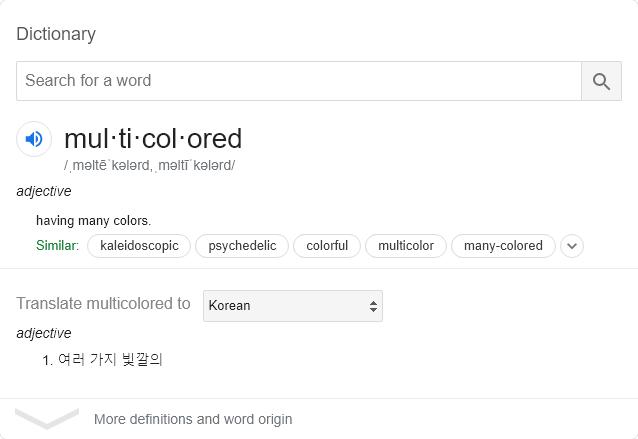 Dictionary
Search for a word
mul·ti·col·ored
/ˌməltēˈkələrd,ˌməltīˈkələrd/
adjective
having many colors.
Similar: kaleidoscopic psychedelic colorful multicolor many-colored
Translate multicolored to Korean
adjective
1. 여러 가지 빛깔의
More definitions and word origin